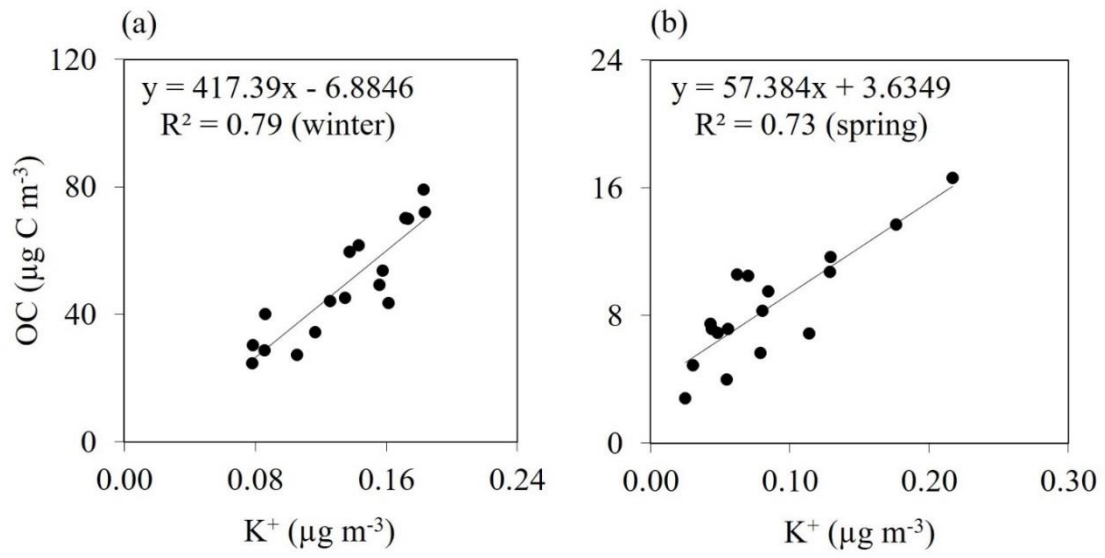 (a)
120
80
40
0
y = 417.39x - 6.8846
R² = 0.79 (winter)
OC (µg C m⁻³)
0.00 0.08 0.16 0.24
K⁺ (µg m⁻³)
(b)
24
16
8
0
y = 57.384x + 3.6349
R² = 0.73 (spring)
0.00 0.10 0.20 0.30
K⁺ (µg m⁻³)